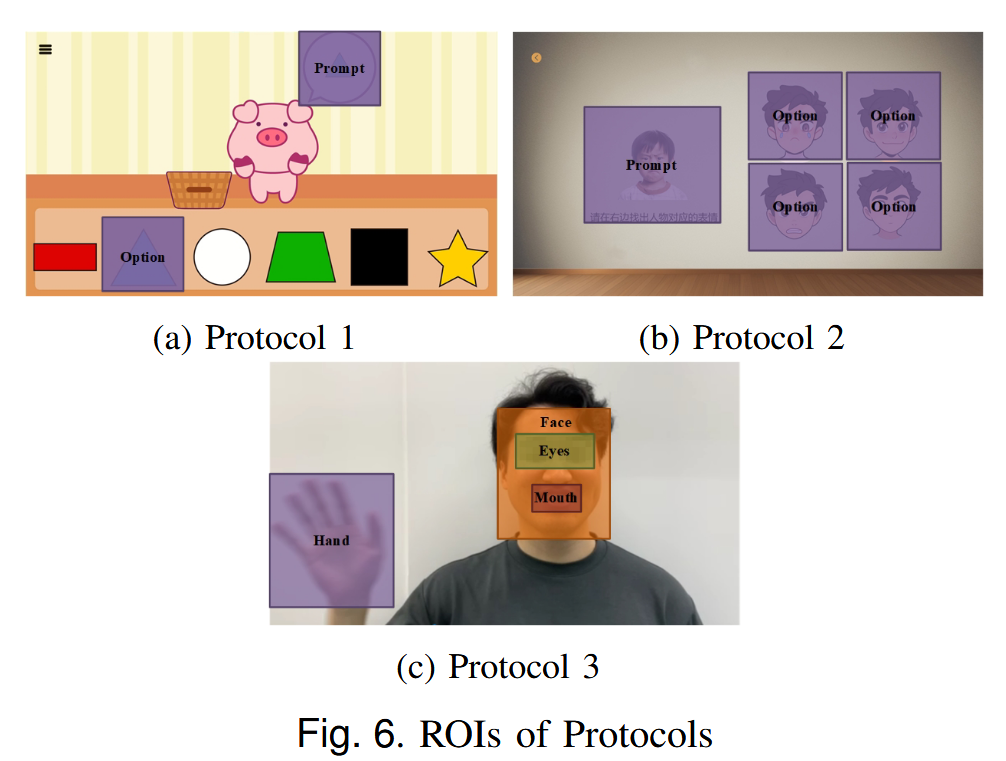 Prompt
Option
(a) Protocol 1
Option Option
Prompt
Option Option
请在右边找出人物对应的表情
(b) Protocol 2
Face
Eyes
Mouth
Hand
(c) Protocol 3
Fig. 6. ROIs of Protocols